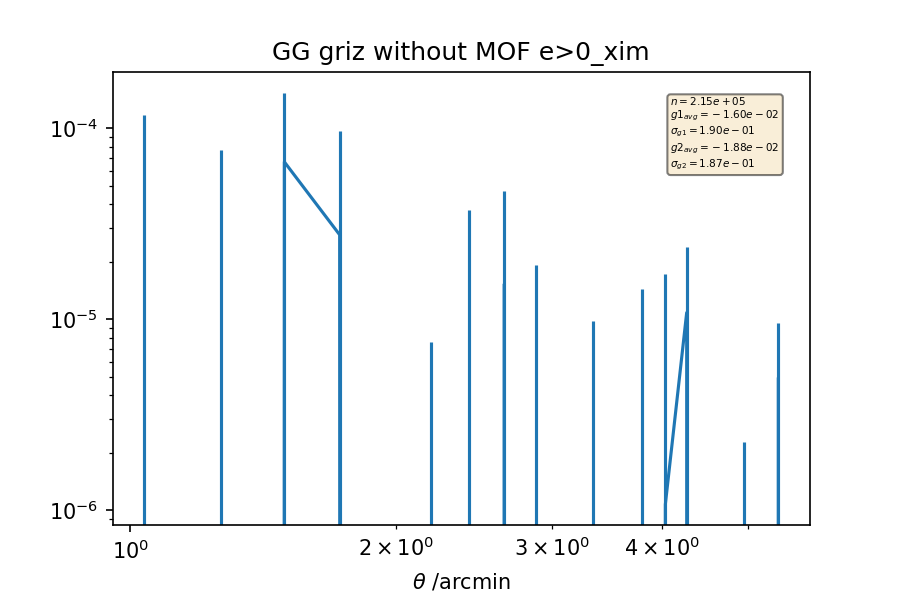 GG griz without MOF e>0_xim
n = 2.15e + 05
g1avg = − 1.60e − 02
σg1 = 1.90e − 01
g2avg = − 1.88e − 02
σg2 = 1.87e − 01
10⁻⁴
10⁻⁵
10⁻⁶
10⁰
2 × 10⁰
3 × 10⁰
4 × 10⁰
θ /arcmin